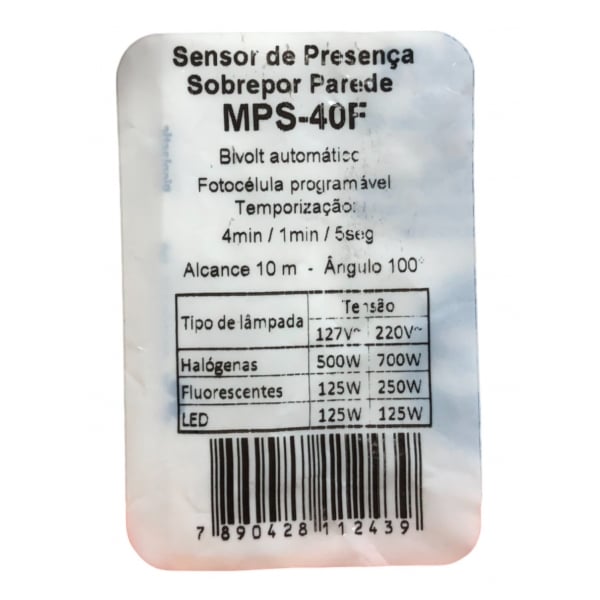 Sensor de Presença
Sobrepor Parede
MPS-40F
Bivolt automático
Fotocélula programável
Temporização:
4min / 1min / 5seg
Alcance 10 m - Ângulo 100°
Tipo de lâmpada
Tensão
127V~ 220V~
Halógenas 500W 700W
Fluorescentes 125W 250W
LED 125W 125W
7 890428 112439